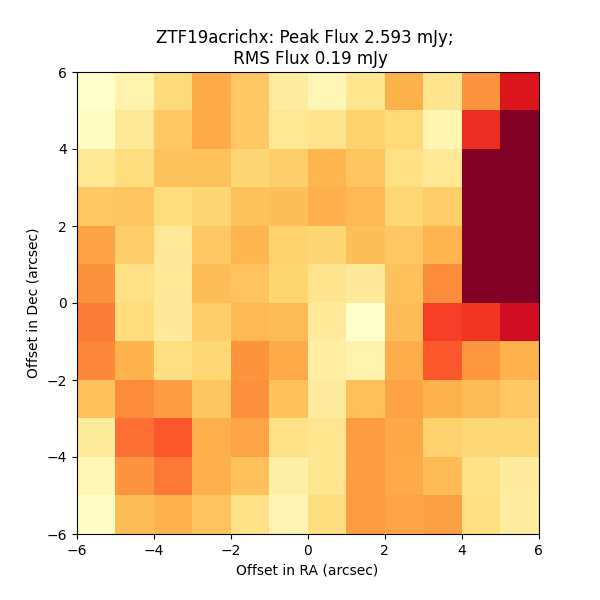 ZTF19acrichx: Peak Flux 2.593 mJy;
RMS Flux 0.19 mJy
6
4
2
0
−2
−4
−6
Offset in Dec (arcsec)
−6 −4 −2 0 2 4 6
Offset in RA (arcsec)